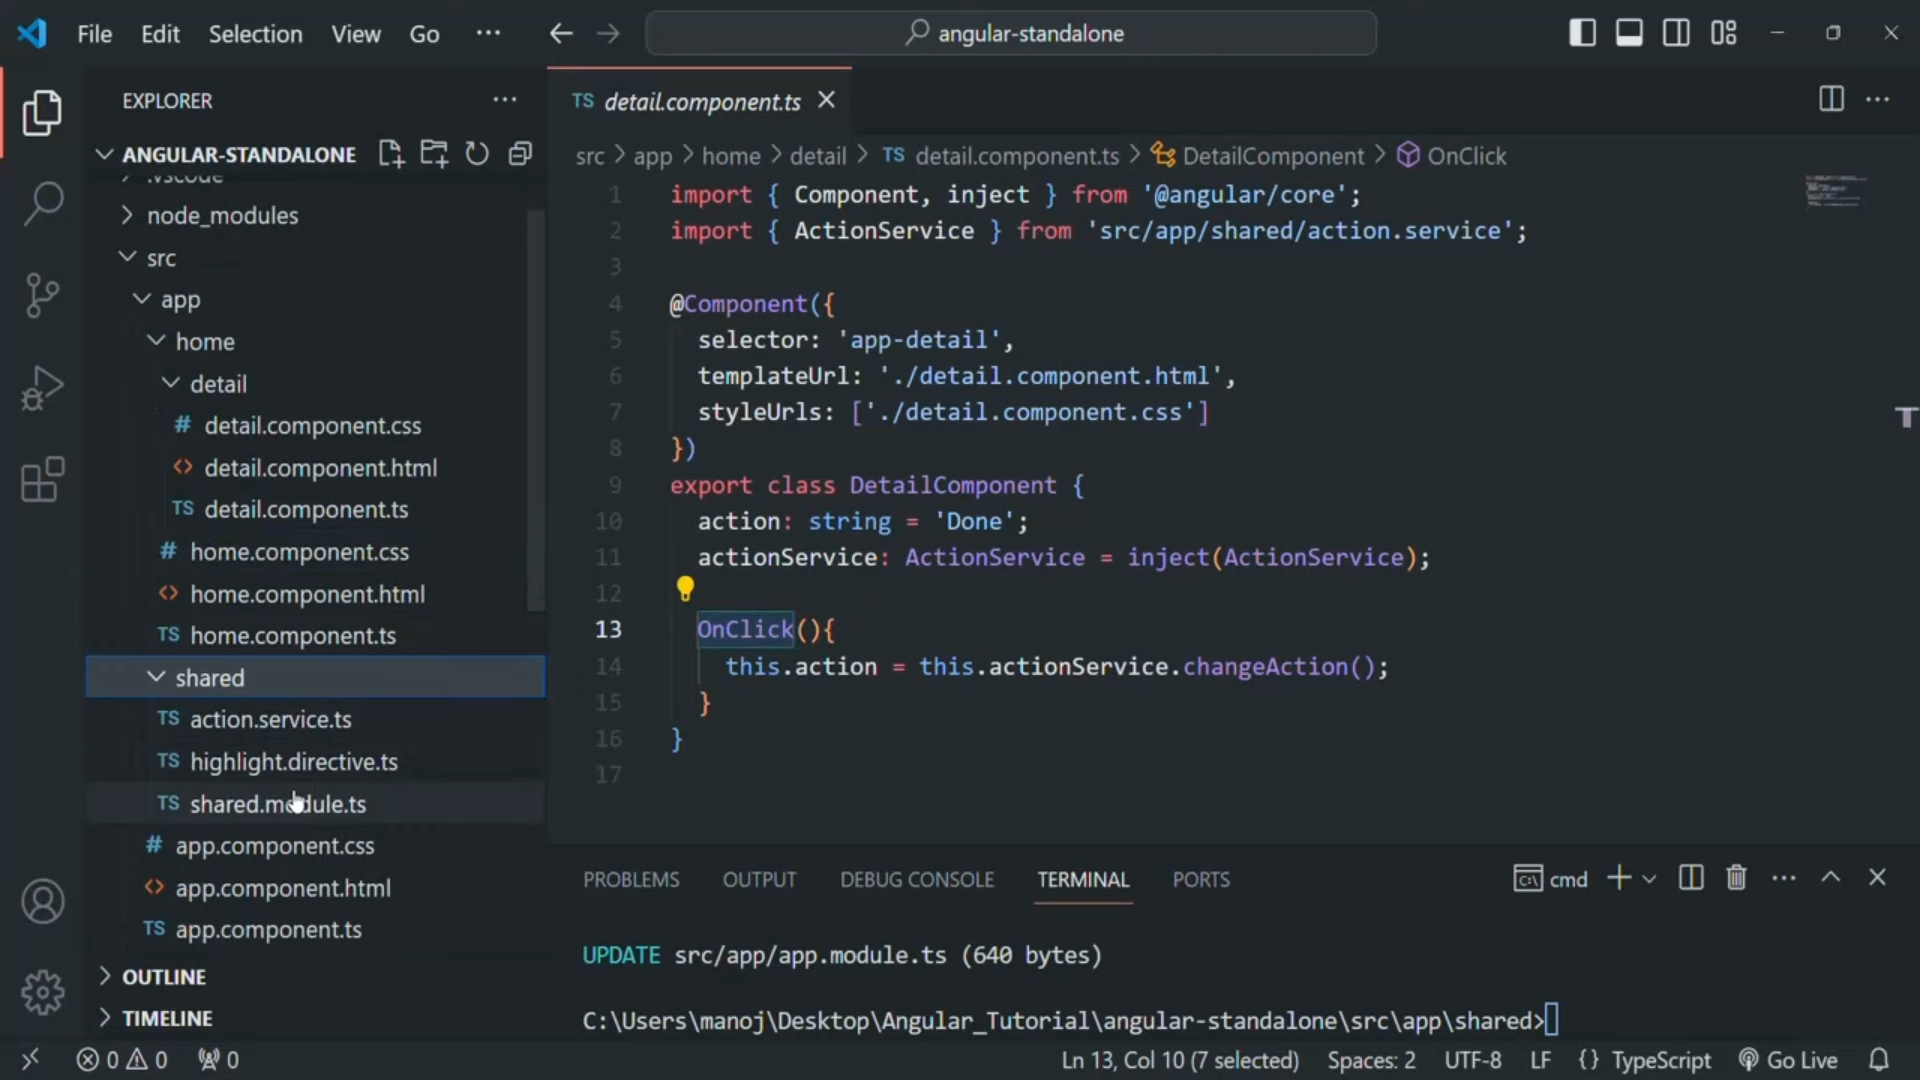 File Edit Selection View Go ··· angular-standalone
EXPLORER ···
ANGULAR-STANDALONE
.vscode
node_modules
src
app
home
detail
# detail.component.css
<> detail.component.html
TS detail.component.ts
# home.component.css
<> home.component.html
TS home.component.ts
shared
TS action.service.ts
TS highlight.directive.ts
TS shared.module.ts
# app.component.css
<> app.component.html
TS app.component.ts
OUTLINE
TIMELINE
TS detail.component.ts
src > app > home > detail > TS detail.component.ts > DetailComponent > OnClick
1 import { Component, inject } from '@angular/core';
2 import { ActionService } from 'src/app/shared/action.service';
3
4 @Component({
5 selector: 'app-detail',
6 templateUrl: './detail.component.html',
7 styleUrls: ['./detail.component.css']
8 })
9 export class DetailComponent {
10 action: string = 'Done';
11 actionService: ActionService = inject(ActionService);
12
13 OnClick(){
14 this.action = this.actionService.changeAction();
15 }
16 }
17
T
PROBLEMS OUTPUT DEBUG CONSOLE TERMINAL PORTS cmd
UPDATE src/app/app.module.ts (640 bytes)
C:\Users\manoj\Desktop\Angular_Tutorial\angular-standalone\src\app\shared>
0 0 0 Ln 13, Col 10 (7 selected) Spaces: 2 UTF-8 LF {} TypeScript Go Live